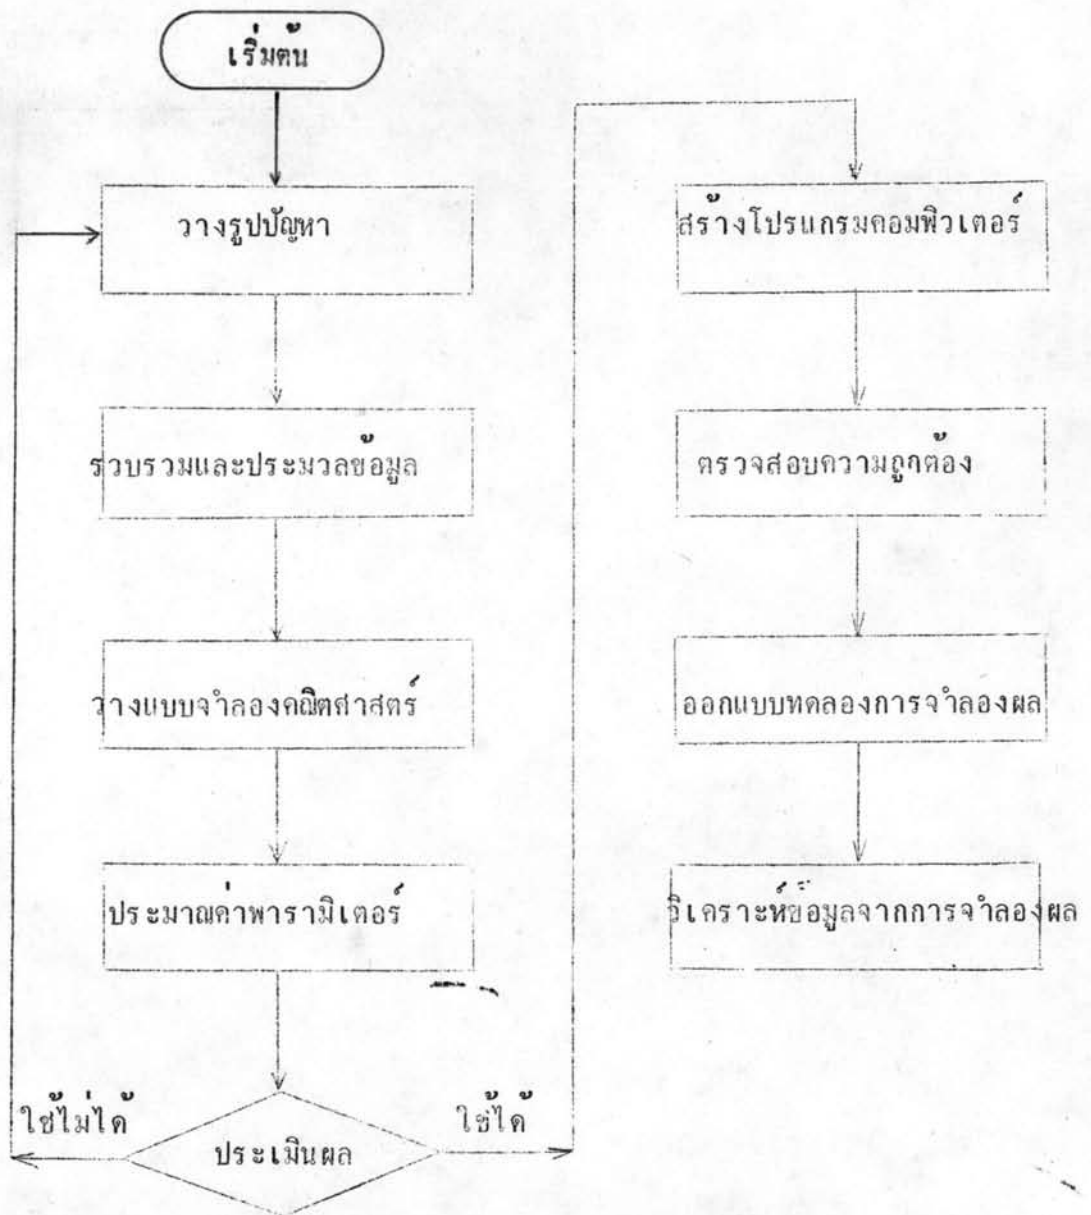 เริ่มต้น
วางรูปปัญหา
รวบรวมและประมวลข้อมูล
วางแบบจำลองคณิตศาสตร์
ประมาณค่าพารามิเตอร์
ใช้ไม่ได้
ประเมินผล
ใช้ได้
สร้างโปรแกรมคอมพิวเตอร์
ตรวจสอบความถูกต้อง
ออกแบบทดลองการจำลองผล
วิเคราะห์ข้อมูลจากการจำลองผล